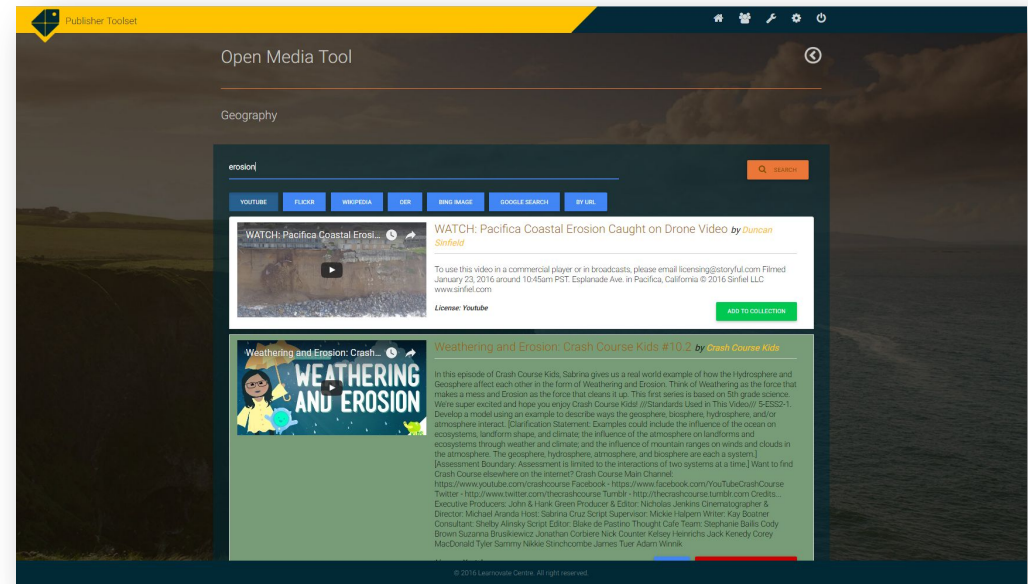 Publisher Toolset
Open Media Tool
Geography
erosion
SEARCH
YOUTUBE FLICKR WIKIPEDIA OER BING IMAGE GOOGLE SEARCH BY URL
WATCH: Pacifica Coastal Erosi...
WATCH: Pacifica Coastal Erosion Caught on Drone Video by Duncan
Sinfield
To use this video in a commercial player or in broadcasts, please email licensing@storyful.com Filmed
January 23, 2016 around 10:45am PST. Esplanade Ave. in Pacifica, California © 2016 Sinfiel LLC
www.sinfiel.com
License: Youtube
ADD TO COLLECTION
Weathering and Erosion: Crash...
WEATHERING
AND EROSION
Weathering and Erosion: Crash Course Kids #10.2 by Crash Course Kids
In this episode of Crash Course Kids, Sabrina gives us a real world example of how the Hydrosphere and
Geosphere affect each other in the form of Weathering and Erosion. Think of Weathering as the force that
makes a mess and Erosion as the force that cleans it up. This first series is based on 5th grade science.
We're super excited and hope you enjoy Crash Course Kids! ///Standards Used in This Video/// 5-ESS2-1.
Develop a model using an example to describe ways the geosphere, biosphere, hydrosphere, and/or
atmosphere interact. [Clarification Statement: Examples could include the influence of the ocean on
ecosystems, landform shape, and climate; the influence of the atmosphere on landforms and
ecosystems through weather and climate; and the influence of mountain ranges on winds and clouds in
the atmosphere. The geosphere, hydrosphere, atmosphere, and biosphere are each a system.]
[Assessment Boundary: Assessment is limited to the interactions of two systems at a time.] Want to find
Crash Course elsewhere on the internet? Crash Course Main Channel:
https://www.youtube.com/crashcourse Facebook - https://www.facebook.com/YouTubeCrashCourse
Twitter - http://www.twitter.com/thecrashcourse Tumblr - http://thecrashcourse.tumblr.com Credits...
Executive Producers: John & Hank Green Producer & Editor: Nicholas Jenkins Cinematographer &
Director: Michael Aranda Host: Sabrina Cruz Script Supervisor: Mickie Halpern Writer: Kay Boatner
Consultant: Shelby Alinsky Script Editor: Blake de Pastino Thought Cafe Team: Stephanie Bailis Cody
Brown Suzanna Brusikiewicz Jonathan Corbiere Nick Counter Kelsey Heinrichs Jack Kenedy Corey
MacDonald Tyler Sammy Nikkie Stinchcombe James Tuer Adam Winnik
© 2016 Learnovate Centre. All right reserved.